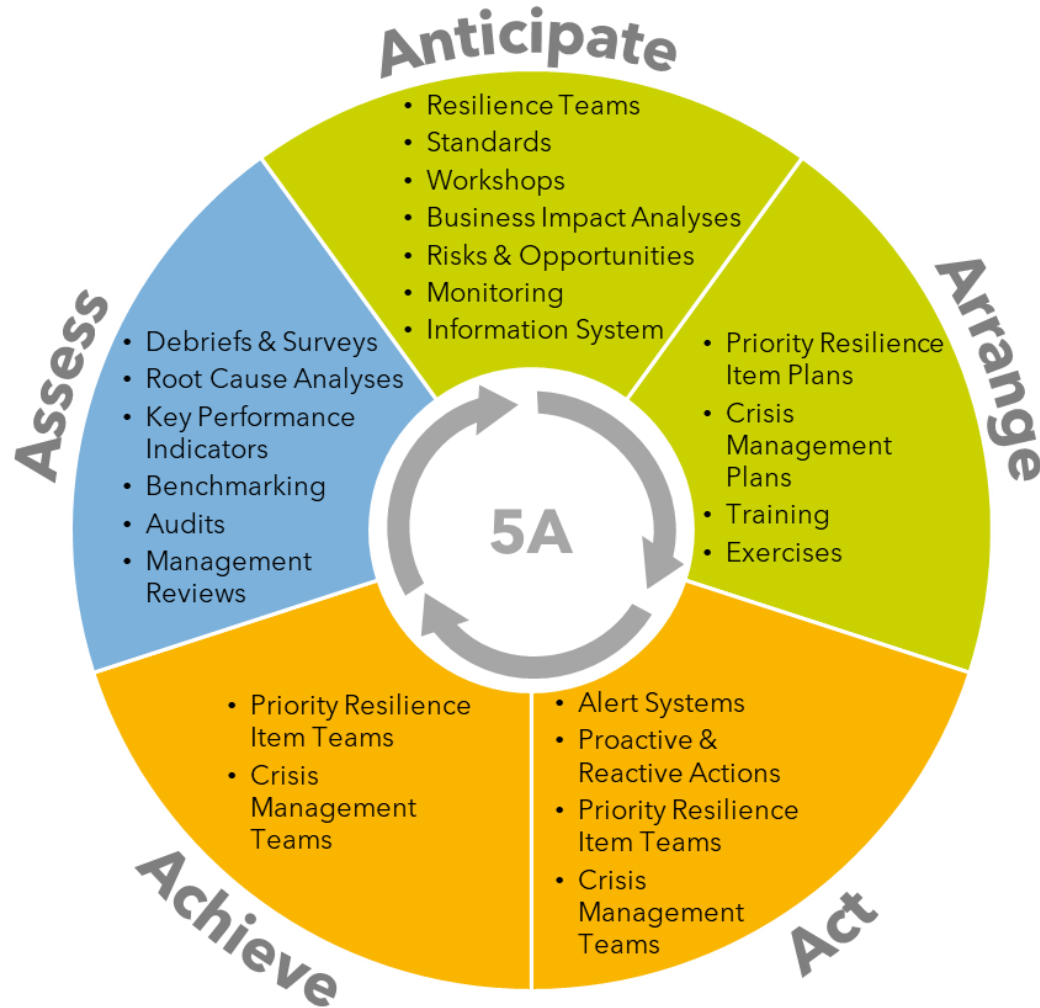 Anticipate
• Resilience Teams
• Standards
• Workshops
• Business Impact Analyses
• Risks & Opportunities
• Monitoring
• Information System
Arrange
• Priority Resilience
Item Plans
• Crisis
Management
Plans
• Training
• Exercises
Act
• Alert Systems
• Proactive &
Reactive Actions
• Priority Resilience
Item Teams
• Crisis
Management
Teams
Achieve
• Priority Resilience
Item Teams
• Crisis
Management
Teams
Assess
• Debriefs & Surveys
• Root Cause Analyses
• Key Performance
Indicators
• Benchmarking
• Audits
• Management
Reviews
5A